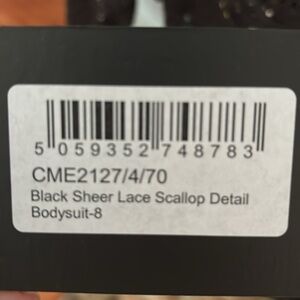 5 059352 748783
CME2127/4/70
Black Sheer Lace Scallop Detail
Bodysuit-8